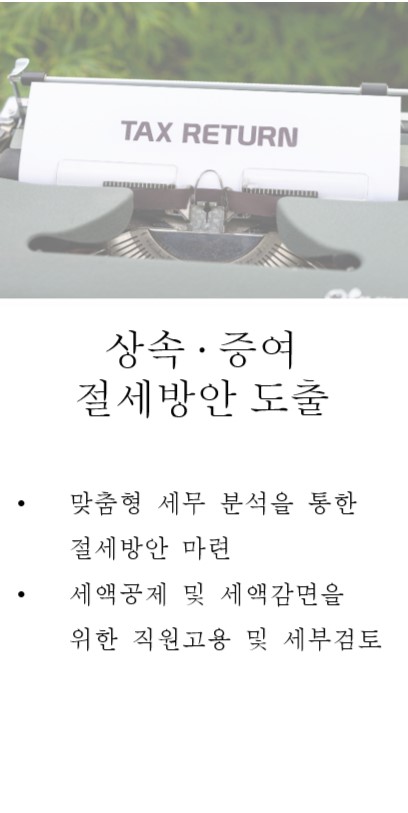 TAX RETURN
상속·증여
절세방안 도출
• 맞춤형 세무 분석을 통한
절세방안 마련
• 세액공제 및 세액감면을
위한 직원고용 및 세부검토